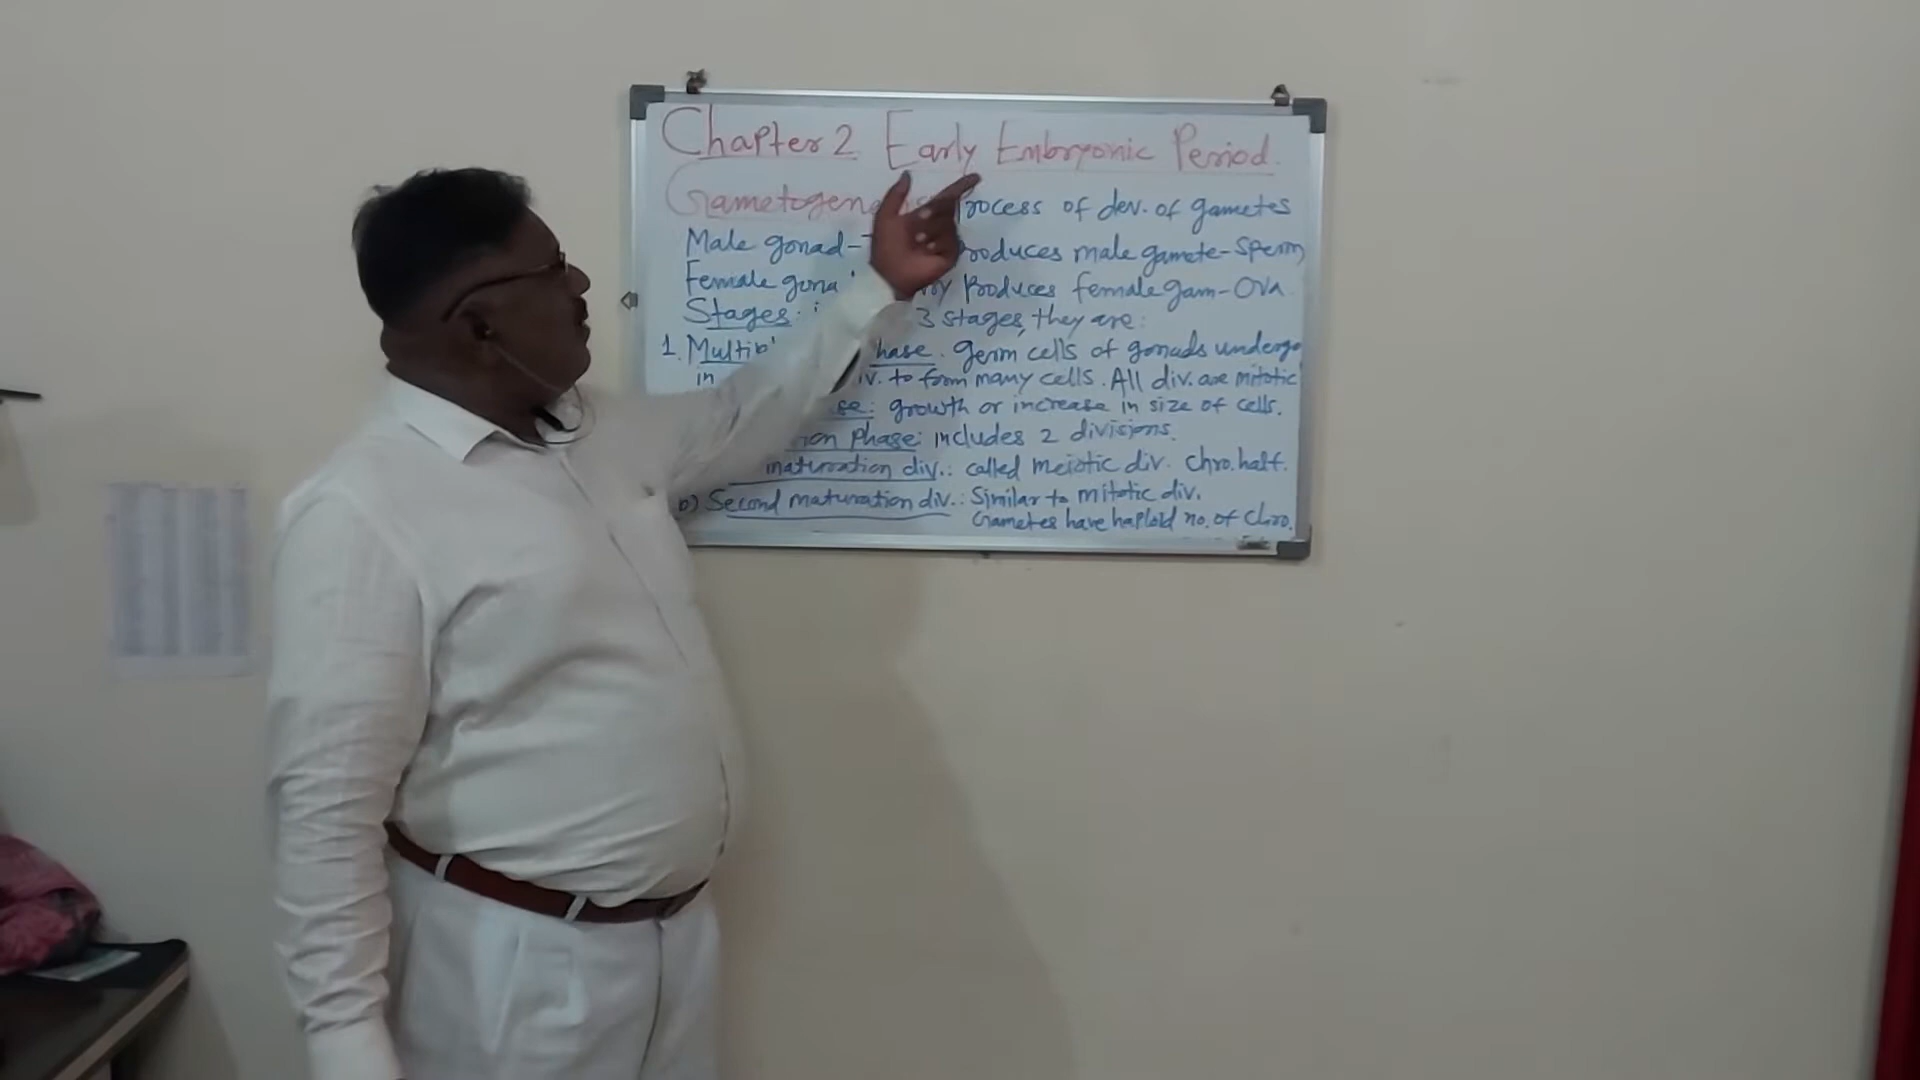 Chapter 2 Early Embryonic Period.
Gametogen Process of dev. of gametes
Male gonad- produces male gamete-sperm
Female gona Produces female gam-Ova
Stages: 3 stages, they are:
1. Multip hase. Germ cells of gonads undergo
in iv. to form many cells. All div. are mitotic
se: growth or increase in size of cells.
ion phase: includes 2 divisions.
maturation div.: called meiotic div. chro. half.
b) Second maturation div.: Similar to mitotic div.
Gametes have haploid no. of Chro.